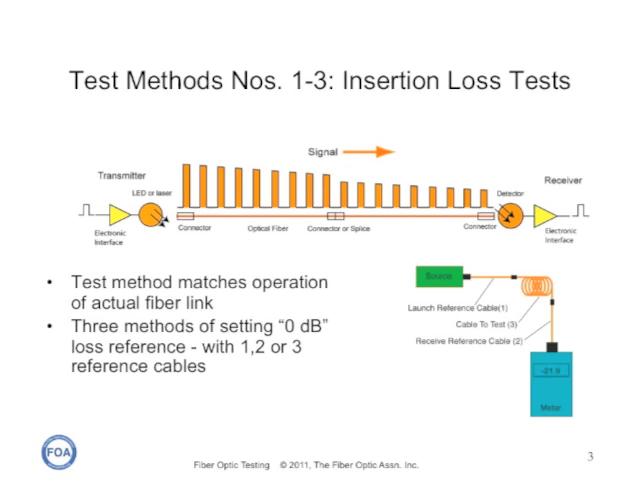 Test Methods Nos. 1-3: Insertion Loss Tests
Signal
Transmitter
Receiver
LED or laser
Detector
Electronic
Interface
Connector
Optical Fiber
Connector or Splice
Connector
Electronic
Interface
• Test method matches operation
of actual fiber link
• Three methods of setting “0 dB”
loss reference - with 1,2 or 3
reference cables
Source
Launch Reference Cable(1)
Cable To Test (3)
Receive Reference Cable (2)
-21.9
Meter
FOA
Fiber Optic Testing © 2011, The Fiber Optic Assn. Inc.
3